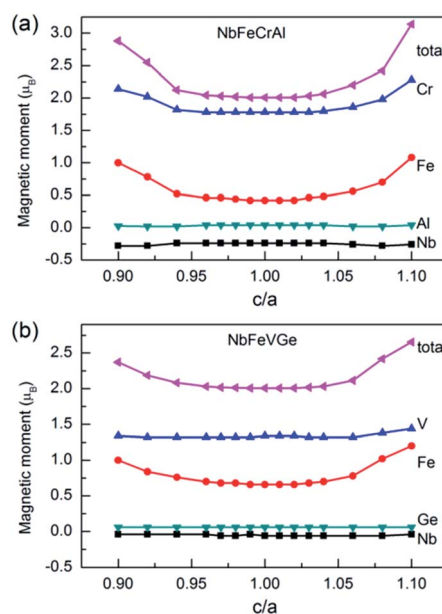 (a)
NbFeCrAl
3.0
2.5
2.0
1.5
1.0
0.5
0.0
-0.5
Magnetic moment (μB)
tota
Cr
Fe
Al
Nb
0.90 0.95 1.00 1.05 1.10
c/a
(b)
NbFeVGe
2.5
2.0
1.5
1.0
0.5
0.0
Magnetic moment (μB)
tota
V
Fe
Ge
Nb
0.90 0.95 1.00 1.05 1.10
c/a